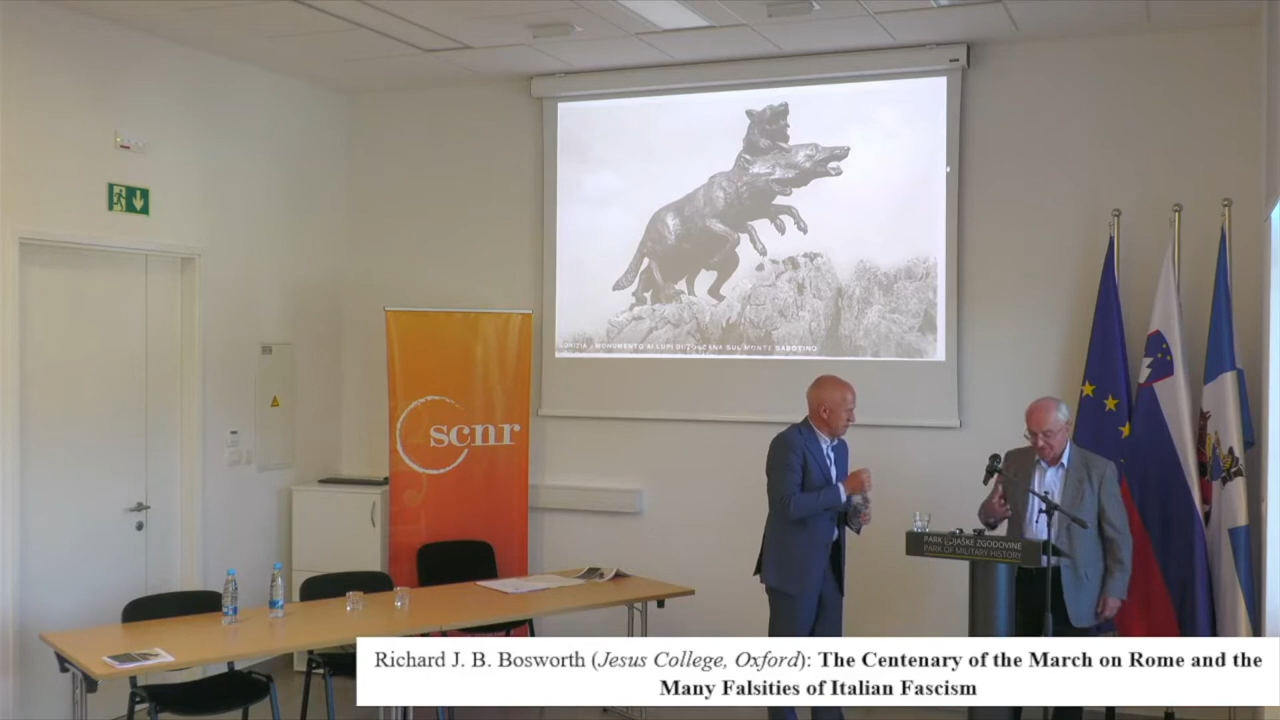 GORIZIA - MONUMENTO AI LUPI DI TOSCANA SUL MONTE SABOTINO
scnr
PARK VOJAŠKE ZGODOVINE
PARK OF MILITARY HISTORY
Richard J. B. Bosworth (Jesus College, Oxford): The Centenary of the March on Rome and the
Many Falsities of Italian Fascism